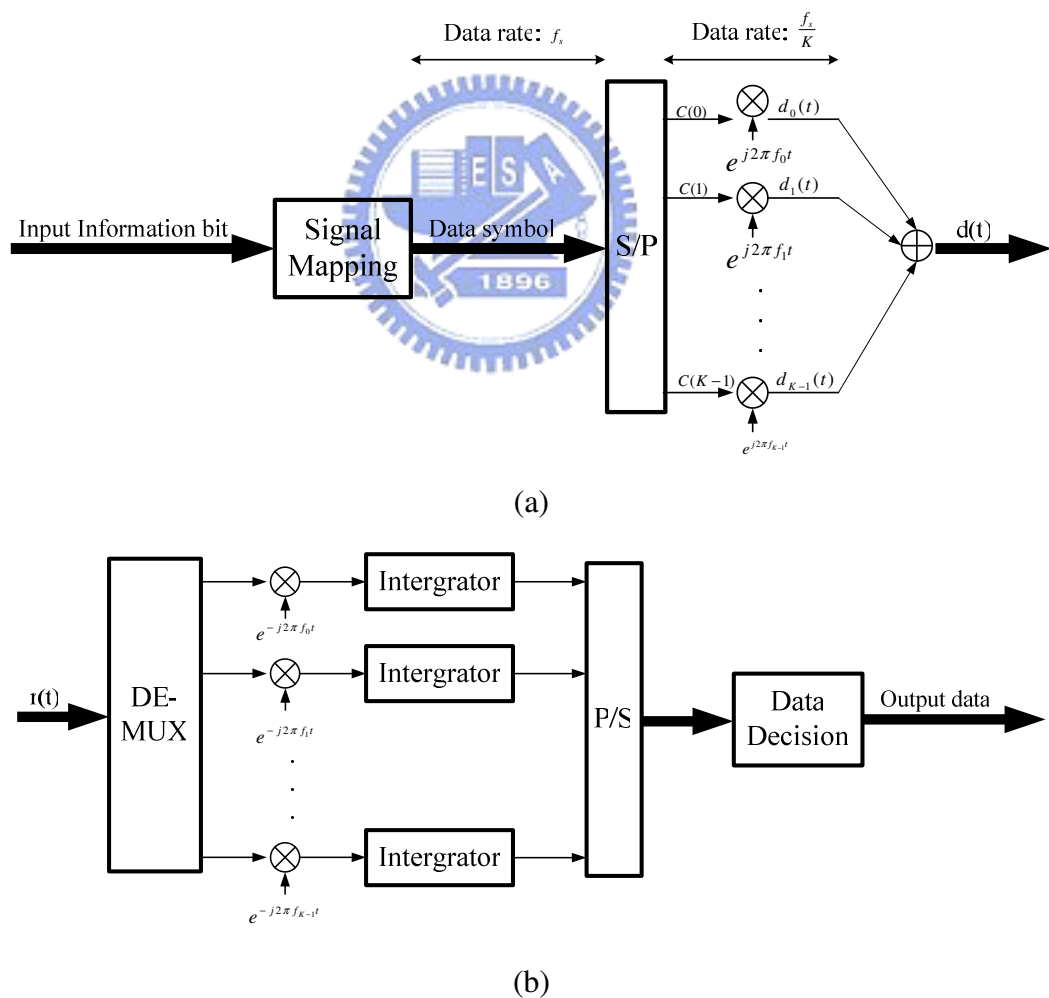 Data rate: f_s
Data rate: f_s/K
C(0)
d_0(t)
e^{j2πf_0t}
C(1)
d_1(t)
Input Information bit
Signal
Mapping
Data symbol
S/P
d(t)
e^{j2πf_1t}
ESA
1896
.
.
.
C(K-1)
d_{K-1}(t)
e^{j2πf_{K-1}t}
(a)
Intergrator
e^{-j2πf_0t}
Intergrator
r(t)
DE-
MUX
e^{-j2πf_1t}
P/S
Data
Decision
Output data
.
.
.
Intergrator
e^{-j2πf_{K-1}t}
(b)